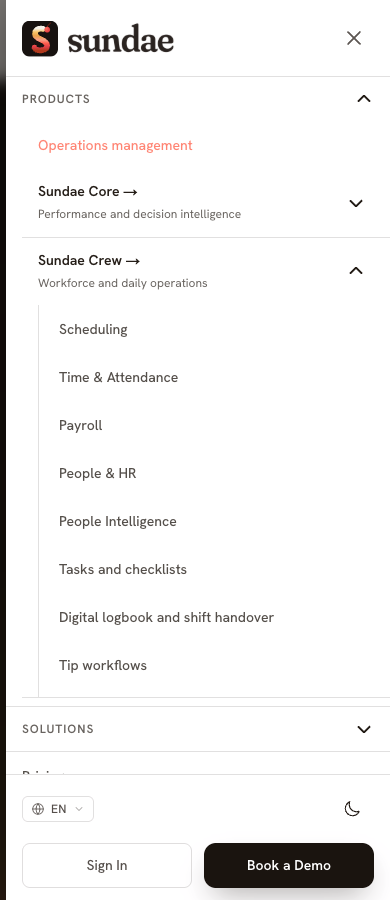 sundae
PRODUCTS
Operations management
Sundae Core →
Performance and decision intelligence
Sundae Crew →
Workforce and daily operations
Scheduling
Time & Attendance
Payroll
People & HR
People Intelligence
Tasks and checklists
Digital logbook and shift handover
Tip workflows
SOLUTIONS
EN
Sign In
Book a Demo